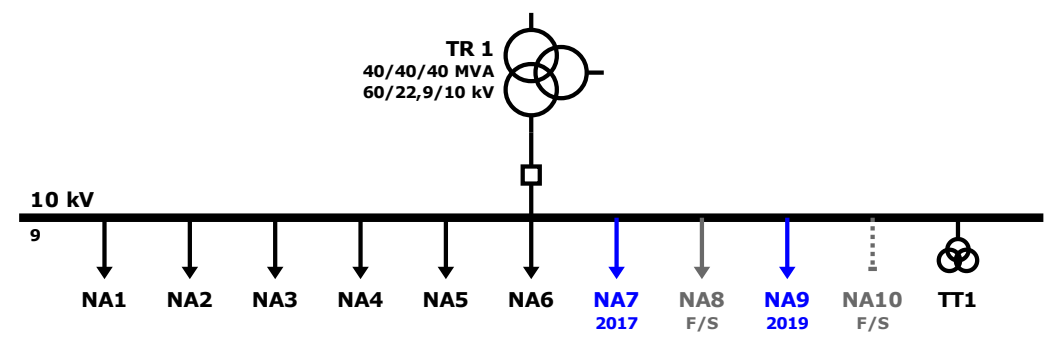 TR 1
40/40/40 MVA
60/22,9/10 kV
10 kV
9
NA1 NA2 NA3 NA4 NA5 NA6 NA7 NA8 NA9 NA10 TT1
2017 F/S 2019 F/S